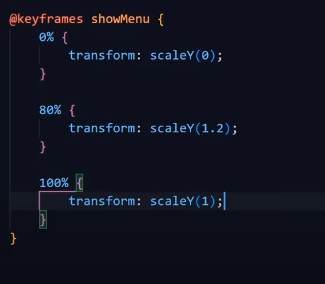 @keyframes showMenu {
    0% {
        transform: scaleY(0);
    }

    80% {
        transform: scaleY(1.2);
    }

    100% {
        transform: scaleY(1);
    }
}